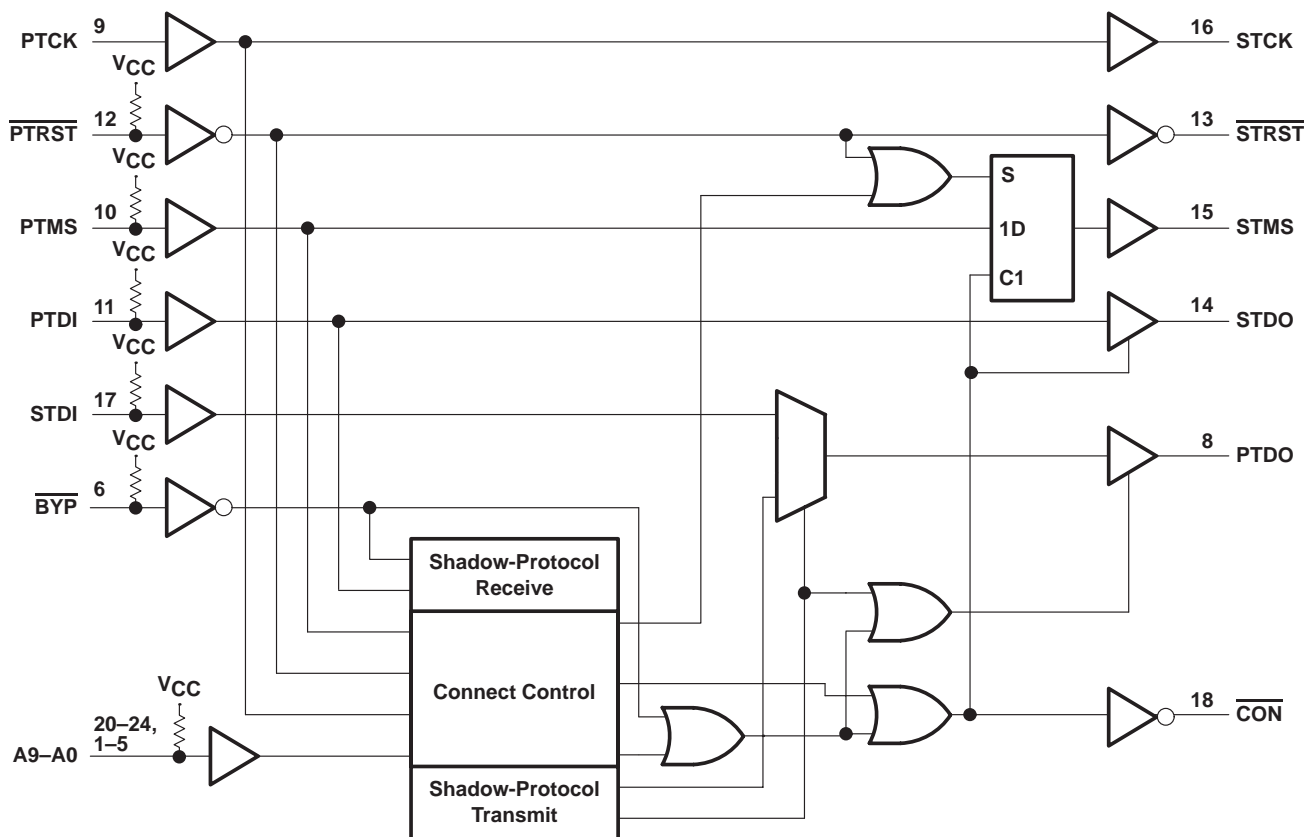 PTCK 9 16 STCK
VCC
PTRST 12 13 STRST
VCC
S
PTMS 10 1D 15 STMS
VCC
C1
PTDI 11 14 STDO
VCC
STDI 17
VCC
8 PTDO
BYP 6
Shadow-Protocol
Receive
Connect Control
VCC
20–24,
1–5
A9–A0
18 CON
Shadow-Protocol
Transmit